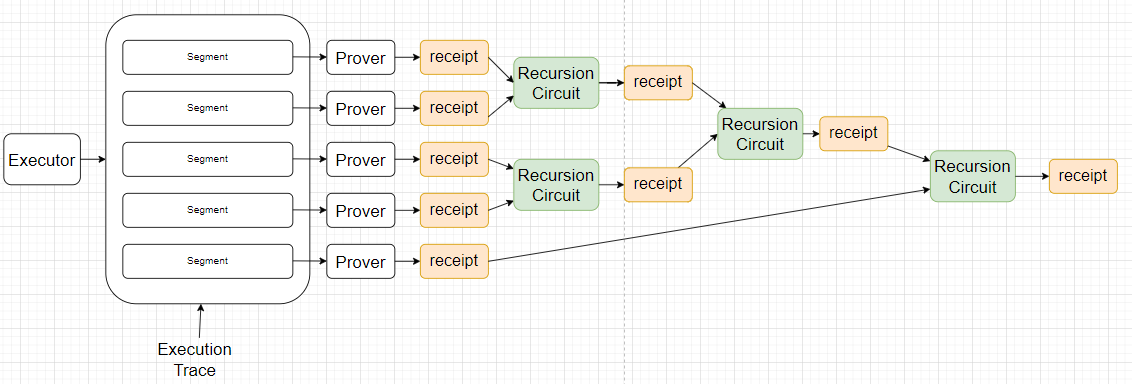 Segment
Prover
receipt
Recursion
Circuit
receipt
Segment
Prover
receipt
Recursion
Circuit
receipt
Executor
Segment
Prover
receipt
Recursion
Circuit
receipt
Recursion
Circuit
receipt
Segment
Prover
receipt
Segment
Prover
receipt
Execution
Trace